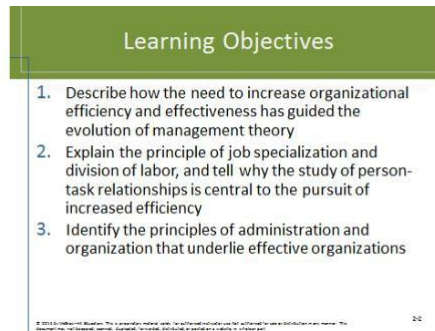 Learning Objectives
1. Describe how the need to increase organizational
efficiency and effectiveness has guided the
evolution of management theory
2. Explain the principle of job specialization and
division of labor, and tell why the study of person-
task relationships is central to the pursuit of
increased efficiency
3. Identify the principles of administration and
organization that underlie effective organizations
2-2